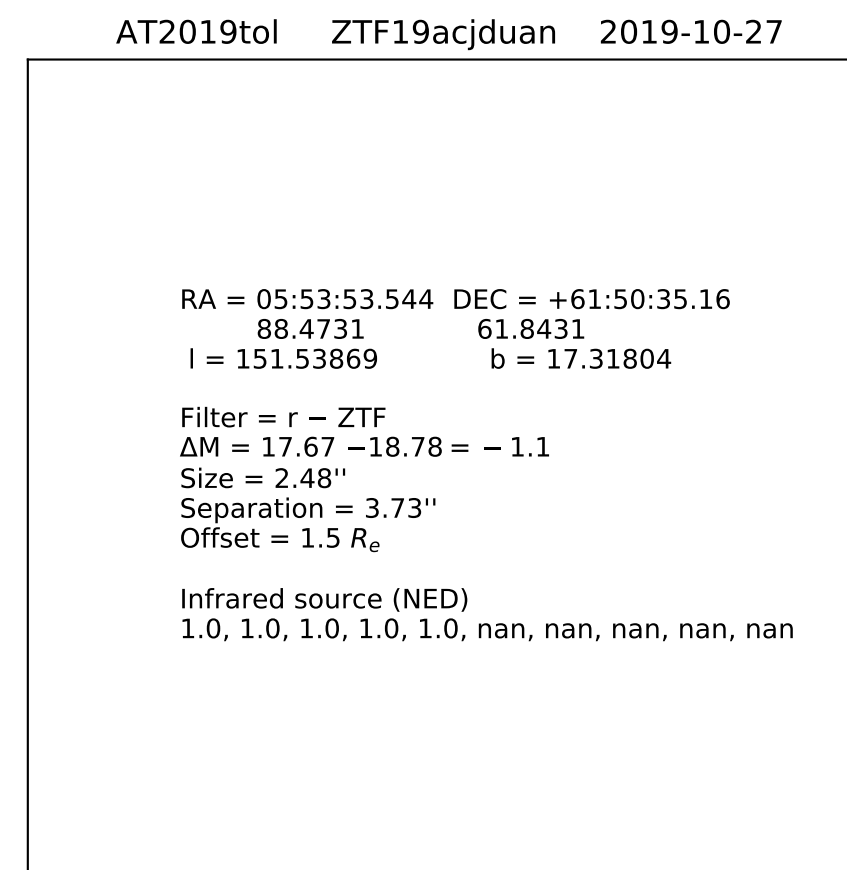 AT2019tol ZTF19acjduan 2019-10-27
RA = 05:53:53.544 DEC = +61:50:35.16
88.4731 61.8431
l = 151.53869 b = 17.31804
Filter = r − ZTF
ΔM = 17.67 −18.78 = − 1.1
Size = 2.48''
Separation = 3.73''
Offset = 1.5 Rₑ
Infrared source (NED)
1.0, 1.0, 1.0, 1.0, 1.0, nan, nan, nan, nan, nan